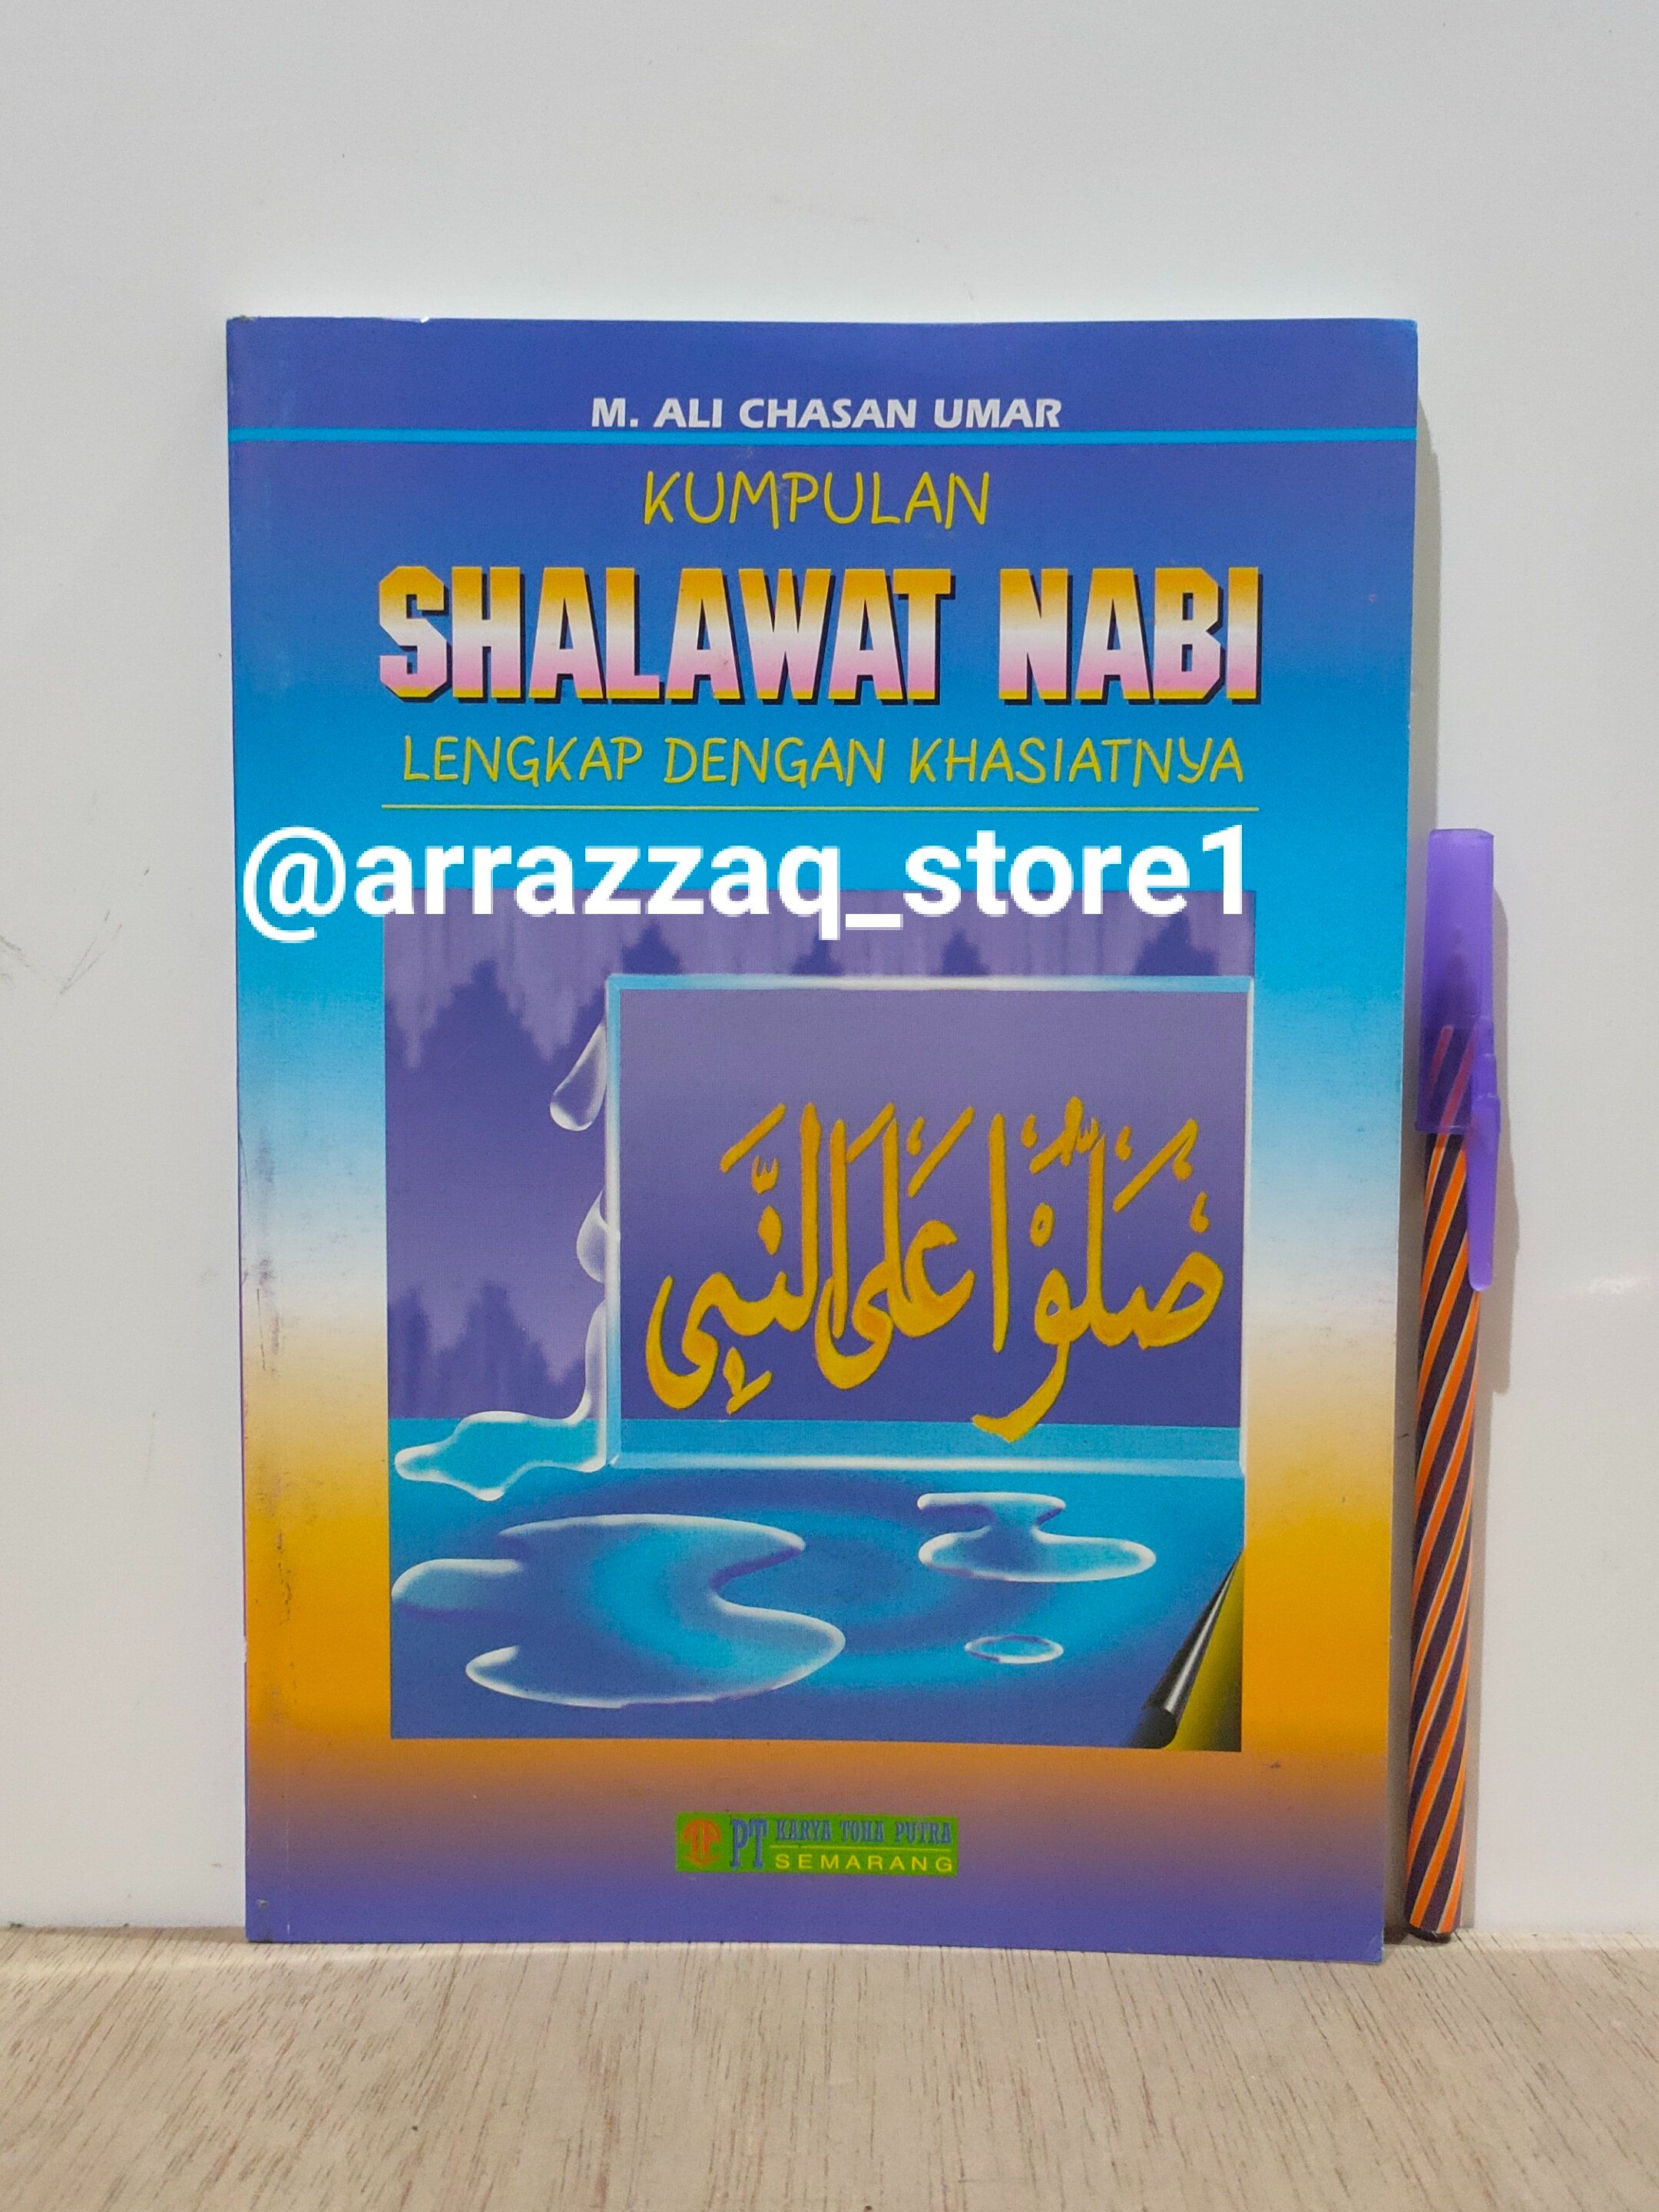 M. ALI CHASAN UMAR
KUMPULAN
SHALAWAT NABI
LENGKAP DENGAN KHASIATNYA
@arrazzaq_store1
صَلُّوْا عَلَى النَّبِيِّ
PT KARYA TOHA PUTRA
SEMARANG